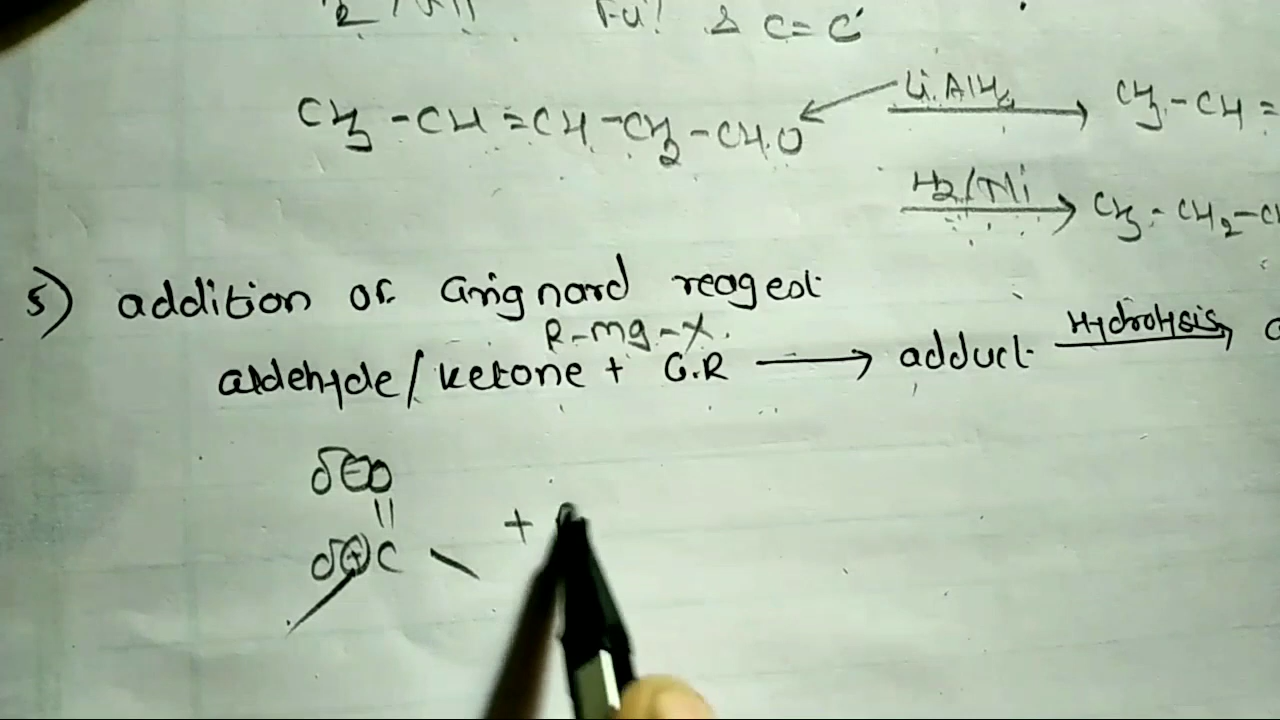 C=C
CH3-CH=CH-CH2-CHO LiAlH4 CH3-CH=
H2/Ni CH3-CH2-CH
5) addition of Grignard reagent
R-Mg-X.
aldehyde/ketone + G.R ⟶ adduct Hydrolysis
δ⊖O
||
δ⊕C +